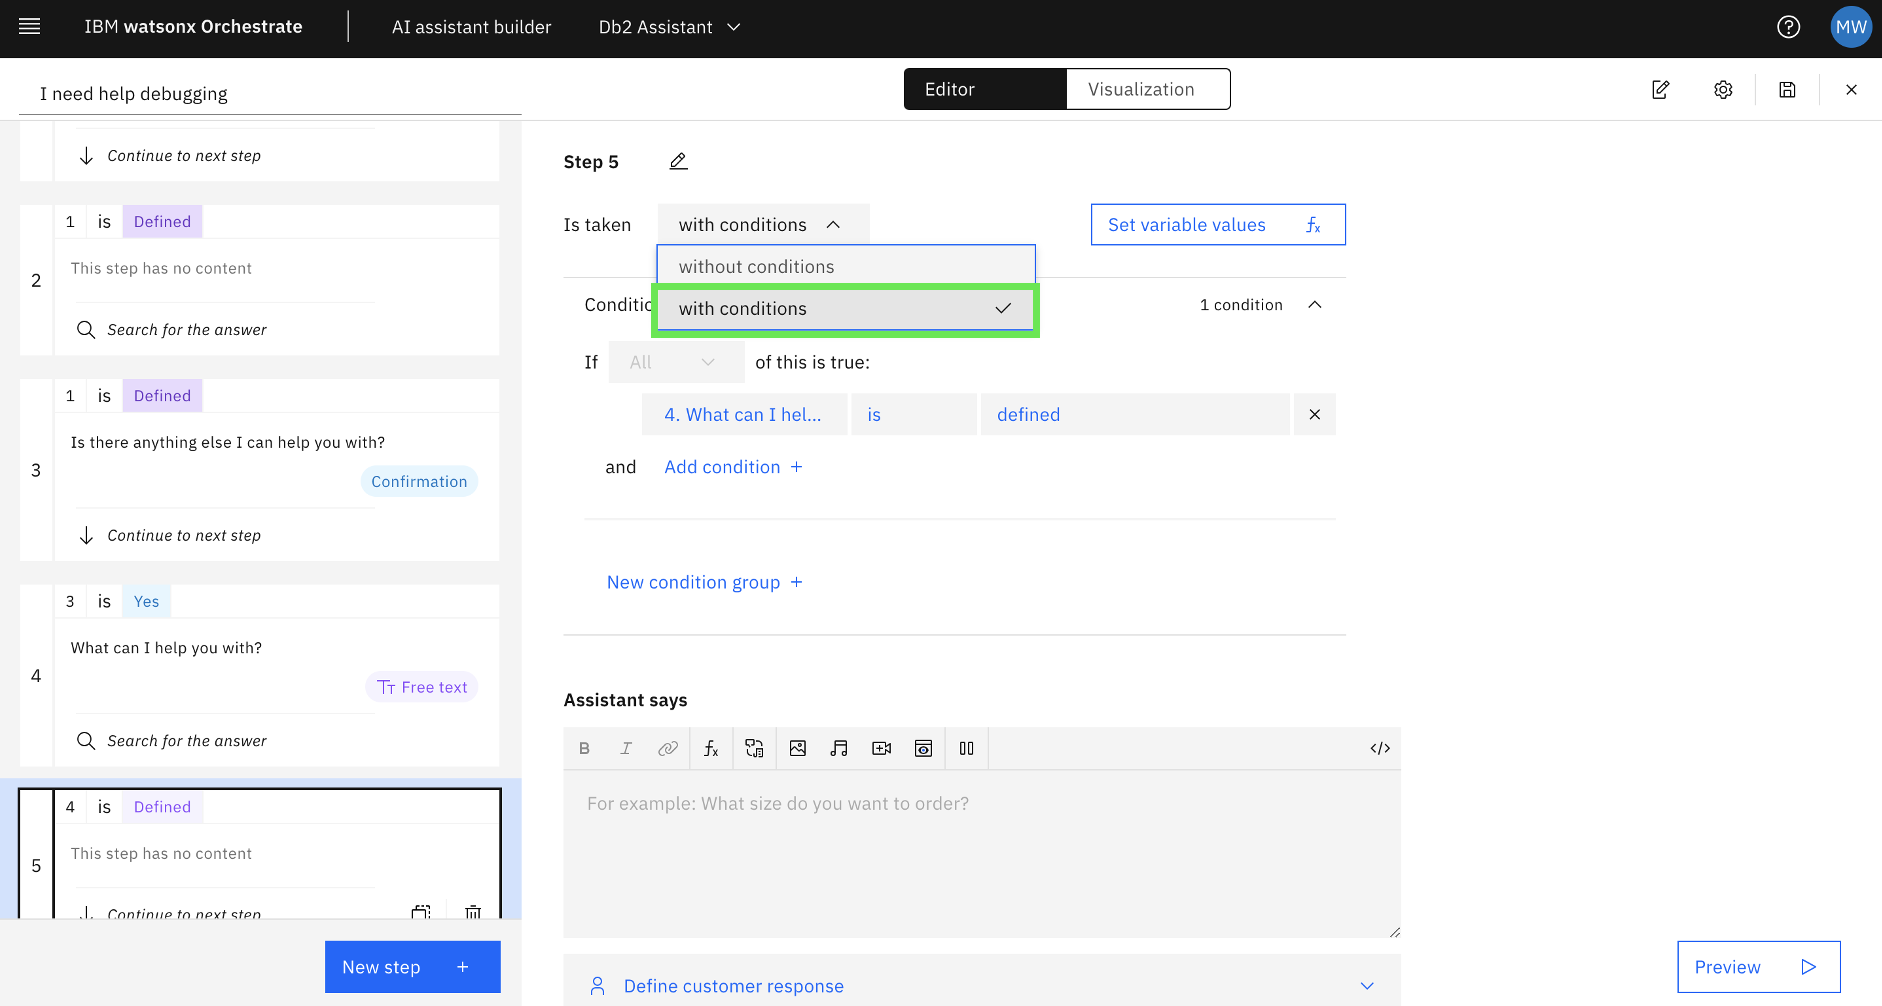 IBM watsonx Orchestrate
AI assistant builder
Db2 Assistant
MW
I need help debugging
Editor
Visualization
Continue to next step
1 is Defined
2
This step has no content
Search for the answer
1 is Defined
3
Is there anything else I can help you with?
Confirmation
Continue to next step
3 is Yes
4
What can I help you with?
Free text
Search for the answer
4 is Defined
5
This step has no content
Continue to next step
New step +
Step 5
Is taken with conditions
Set variable values fx
without conditions
with conditions
Conditio
1 condition
If All of this is true:
4. What can I hel... is defined
and Add condition +
New condition group +
Assistant says
B I fx </>
For example: What size do you want to order?
Define customer response
Preview